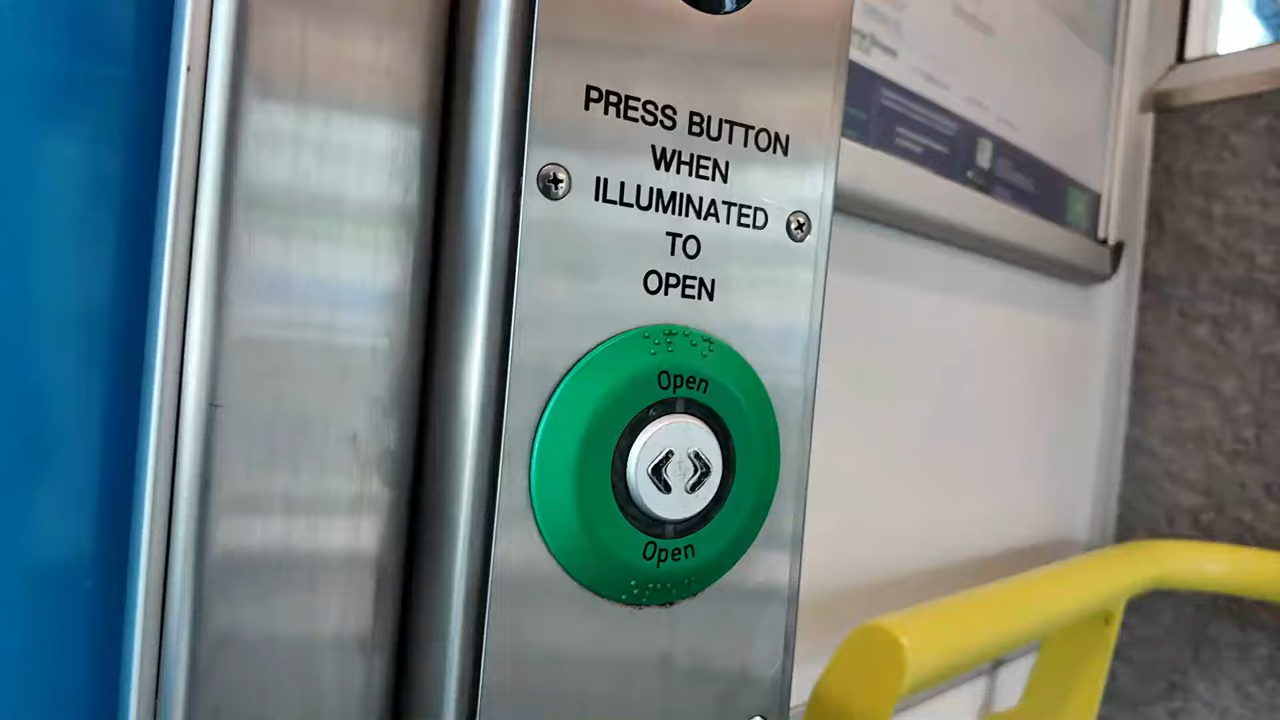 PRESS BUTTON
WHEN
ILLUMINATED
TO
OPEN
Open
Open